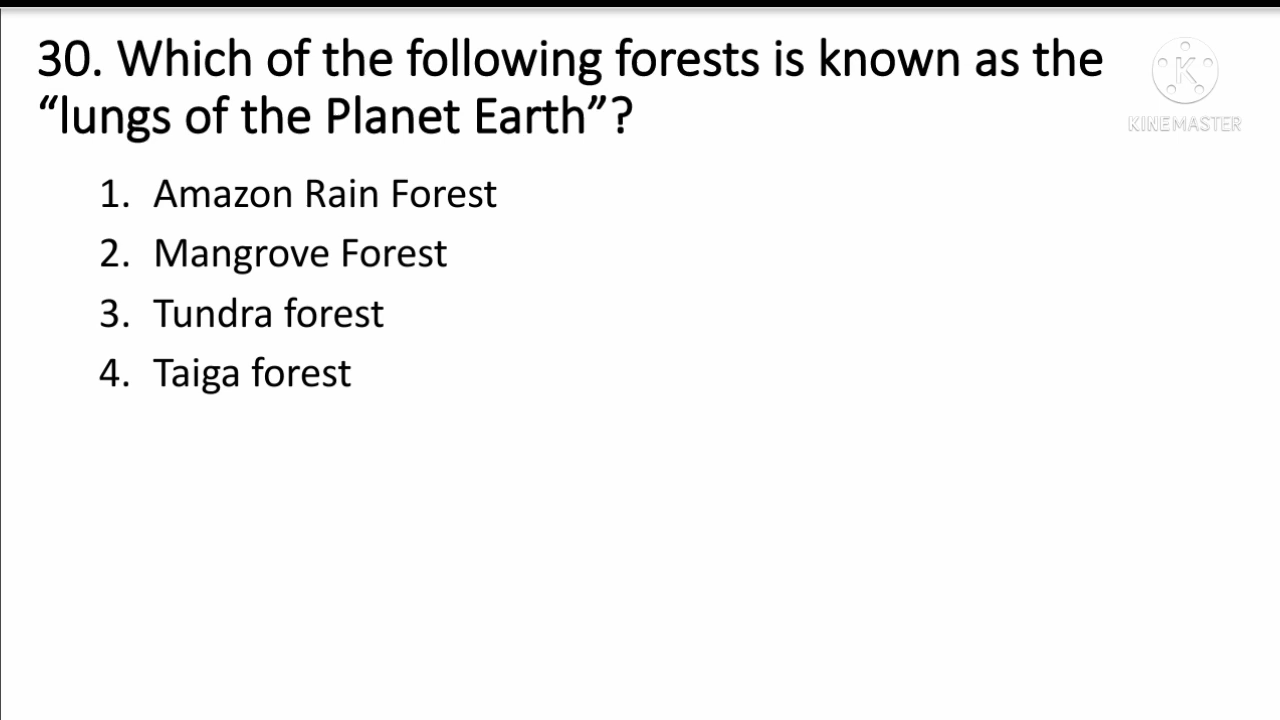 30. Which of the following forests is known as the
“lungs of the Planet Earth”?
K
KINEMASTER
1. Amazon Rain Forest
2. Mangrove Forest
3. Tundra forest
4. Taiga forest